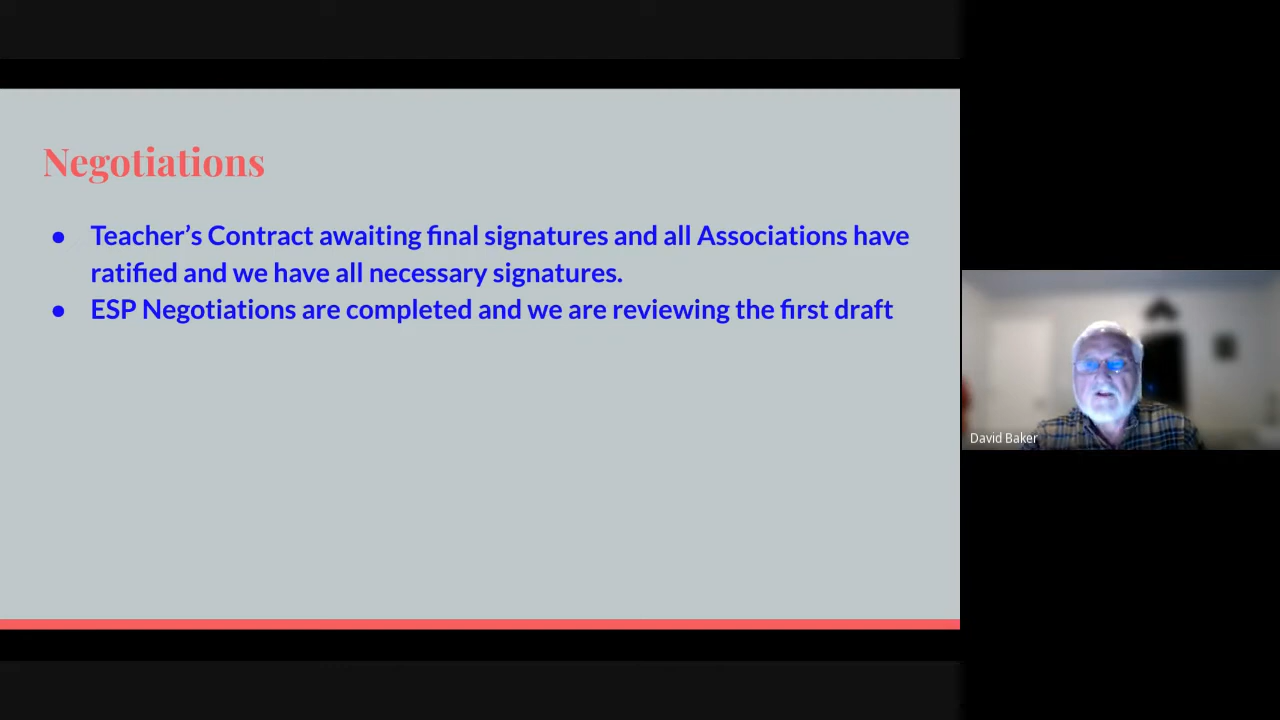 Negotiations
● Teacher’s Contract awaiting final signatures and all Associations have
ratified and we have all necessary signatures.
● ESP Negotiations are completed and we are reviewing the first draft
David Baker